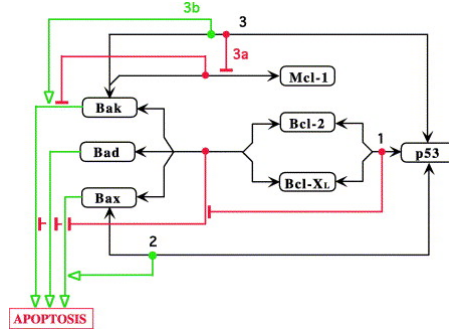 3b
3
3a
Mcl-1
Bak
Bcl-2
1
Bad
p53
Bcl-XL
Bax
2
APOPTOSIS